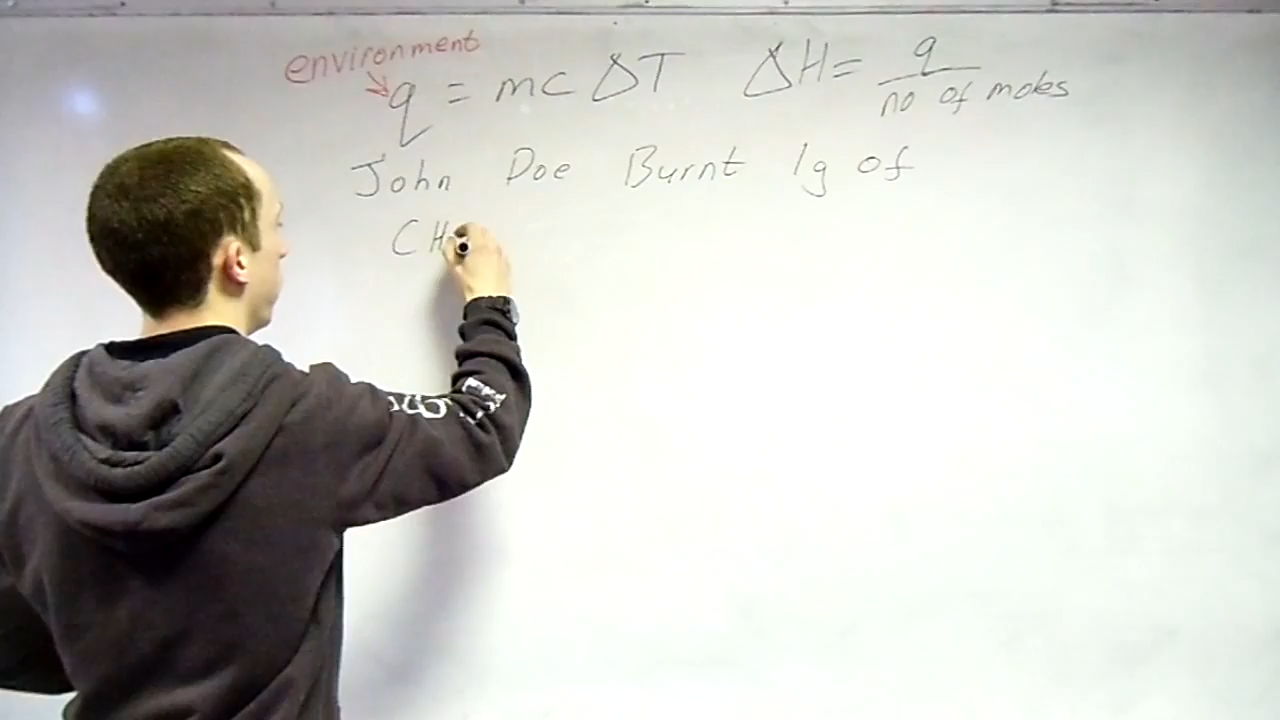 environment
q = mc ΔT ΔH = q / no of moles
John Doe Burnt 1g of
CH